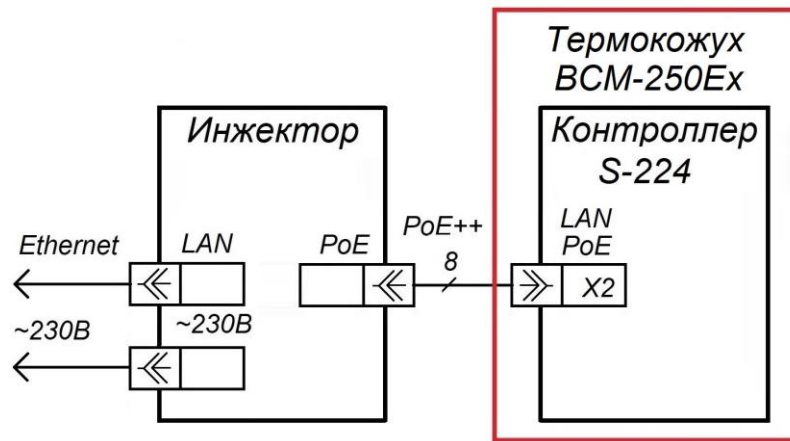 Термокожух
ВСМ-250Ex
Инжектор
Контроллер
S-224
Ethernet
LAN
PoE
PoE++
8
LAN
PoE
X2
~230В
~230В